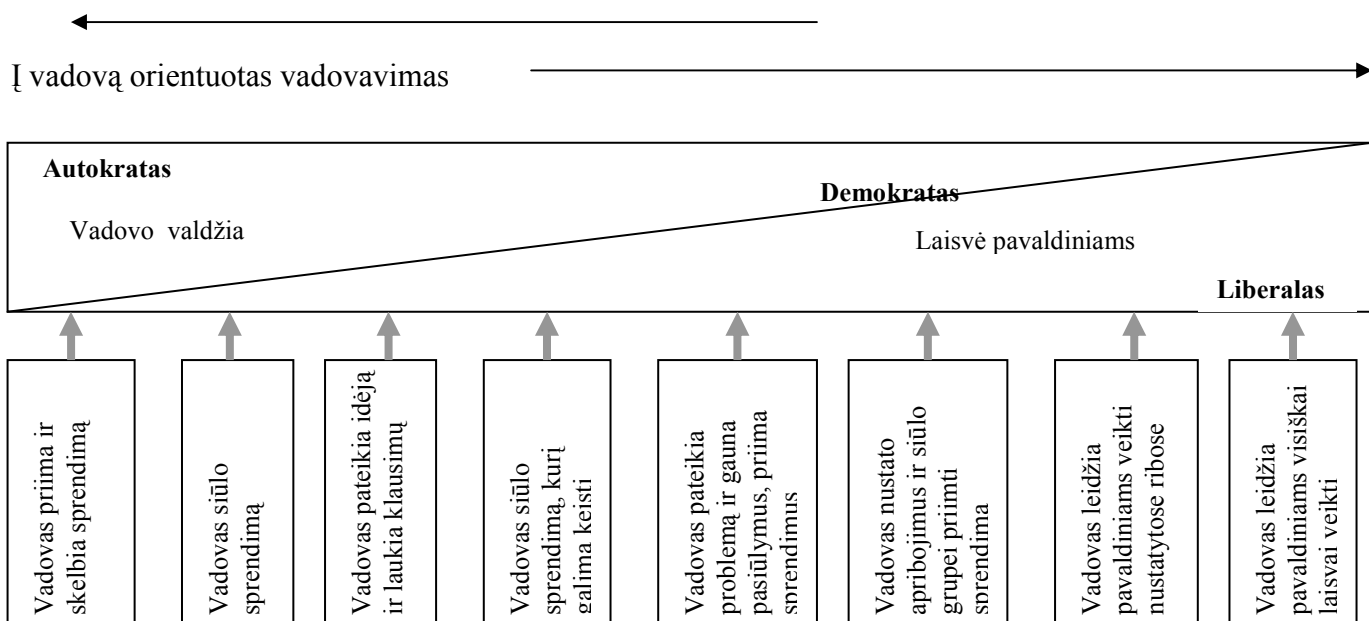 Į vadovą orientuotas vadovavimas
Autokratas
Demokratas
Vadovo valdžia
Laisvė pavaldiniams
Liberalas
Vadovas priima ir
skelbia sprendimą
Vadovas siūlo
sprendimą
Vadovas pateikia idėją
ir laukia klausimų
Vadovas siūlo
sprendimą, kurį
galima keisti
Vadovas pateikia
problemą ir gauna
pasiūlymus, priima
sprendimus
Vadovas nustato
apribojimus ir siūlo
grupei priimti
sprendima
Vadovas leidžia
pavaldiniams veikti
nustatytose ribose
Vadovas leidžia
pavaldiniams visiškai
laisvai veikti